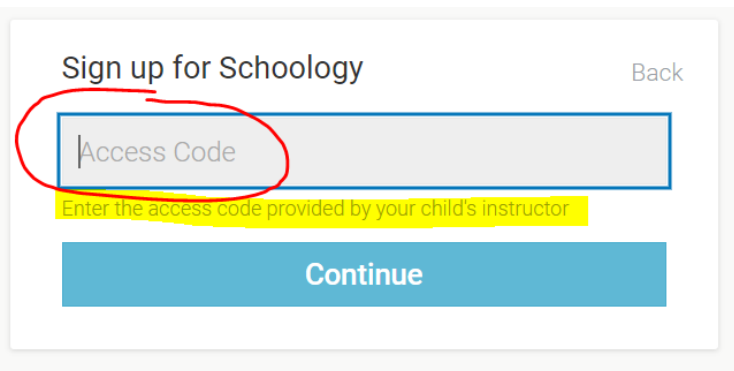 Sign up for Schoology
Back
Access Code
Enter the access code provided by your child's instructor
Continue